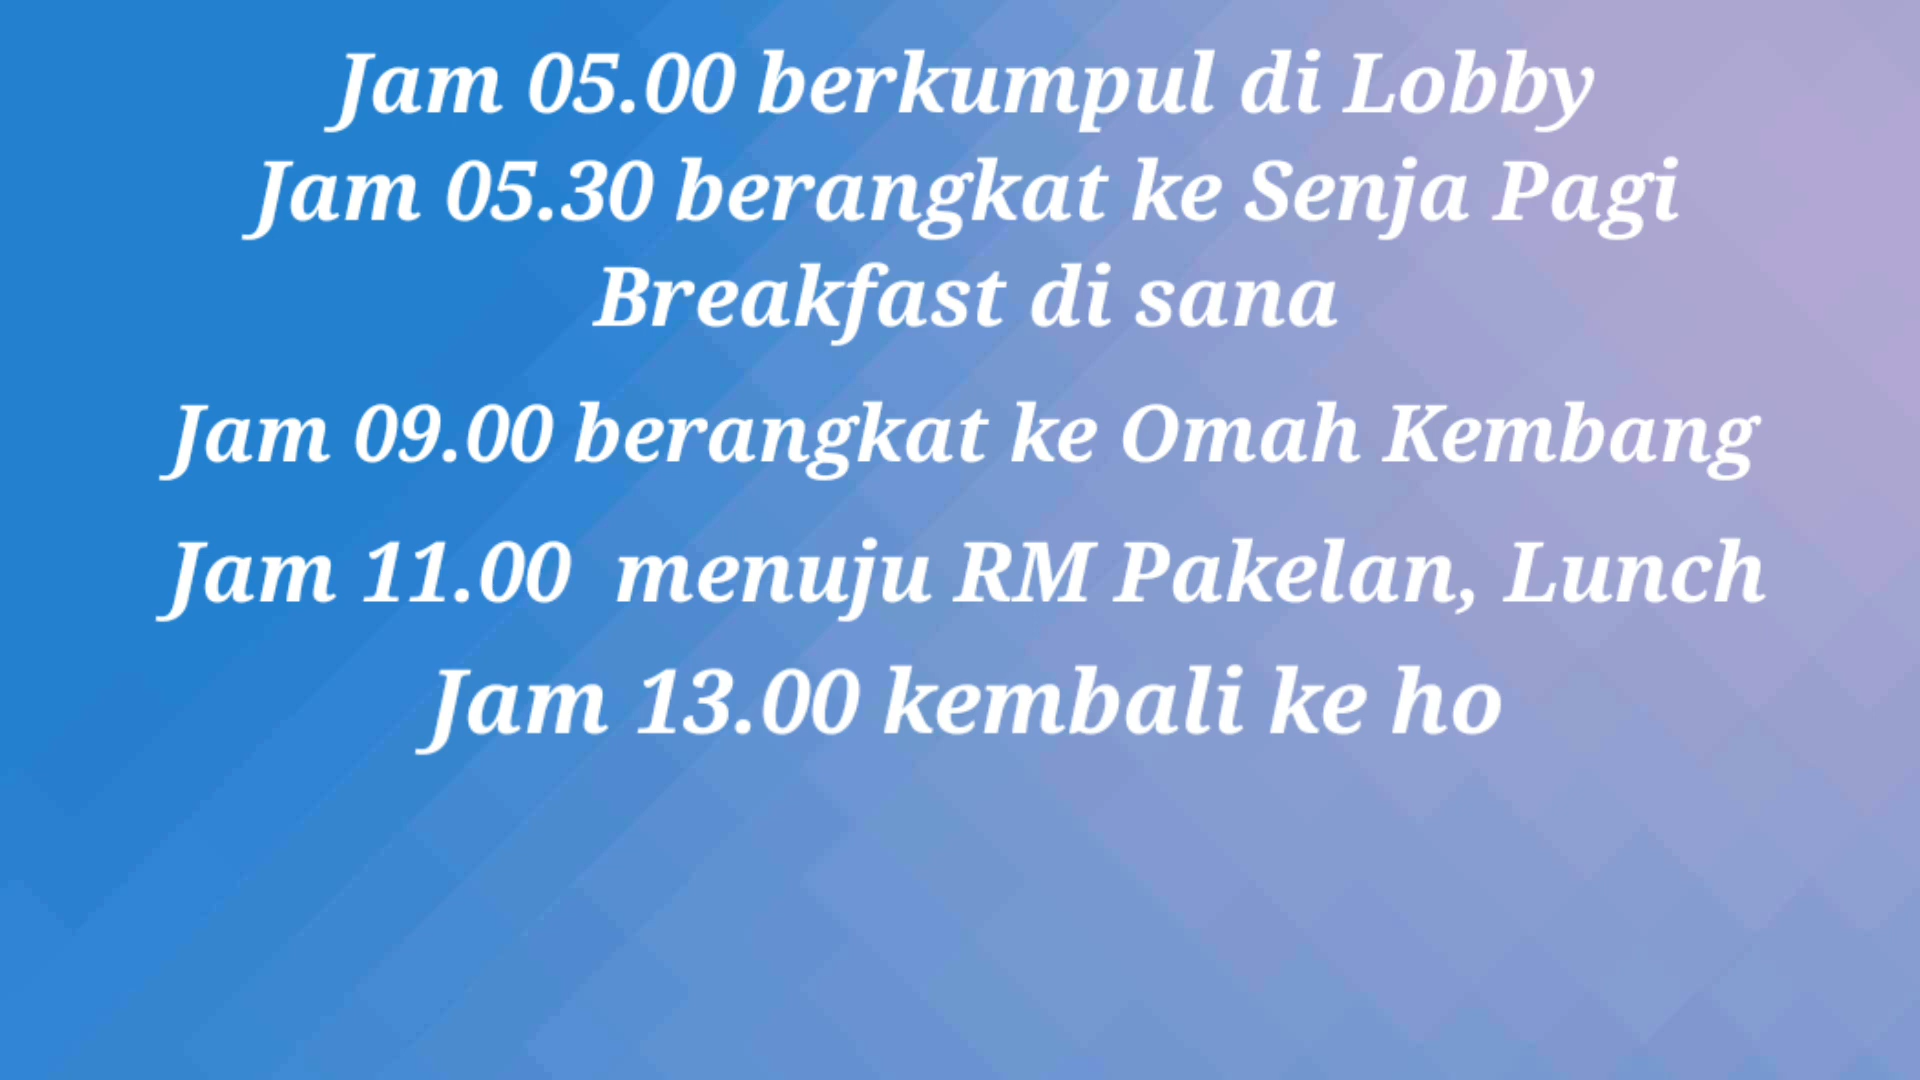 Jam 05.00 berkumpul di Lobby
Jam 05.30 berangkat ke Senja Pagi
Breakfast di sana
Jam 09.00 berangkat ke Omah Kembang
Jam 11.00  menuju RM Pakelan, Lunch
Jam 13.00 kembali ke ho